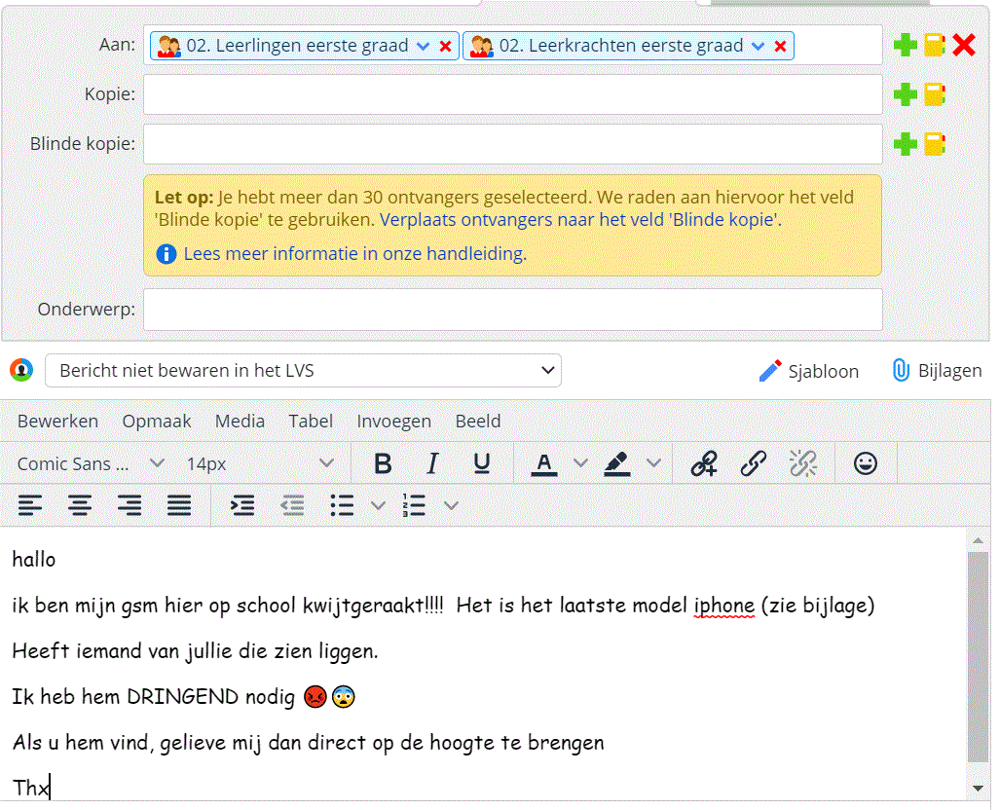 Aan: 02. Leerlingen eerste graad 02. Leerkrachten eerste graad
Kopie:
Blinde kopie:
Let op: Je hebt meer dan 30 ontvangers geselecteerd. We raden aan hiervoor het veld
'Blinde kopie' te gebruiken. Verplaats ontvangers naar het veld 'Blinde kopie'.
Lees meer informatie in onze handleiding.
Onderwerp:
Bericht niet bewaren in het LVS Sjabloon Bijlagen
Bewerken Opmaak Media Tabel Invoegen Beeld
Comic Sans ... 14px B I U A
hallo
ik ben mijn gsm hier op school kwijtgeraakt!!!! Het is het laatste model iphone (zie bijlage)
Heeft iemand van jullie die zien liggen.
Ik heb hem DRINGEND nodig 😡😨
Als u hem vind, gelieve mij dan direct op de hoogte te brengen
Thx